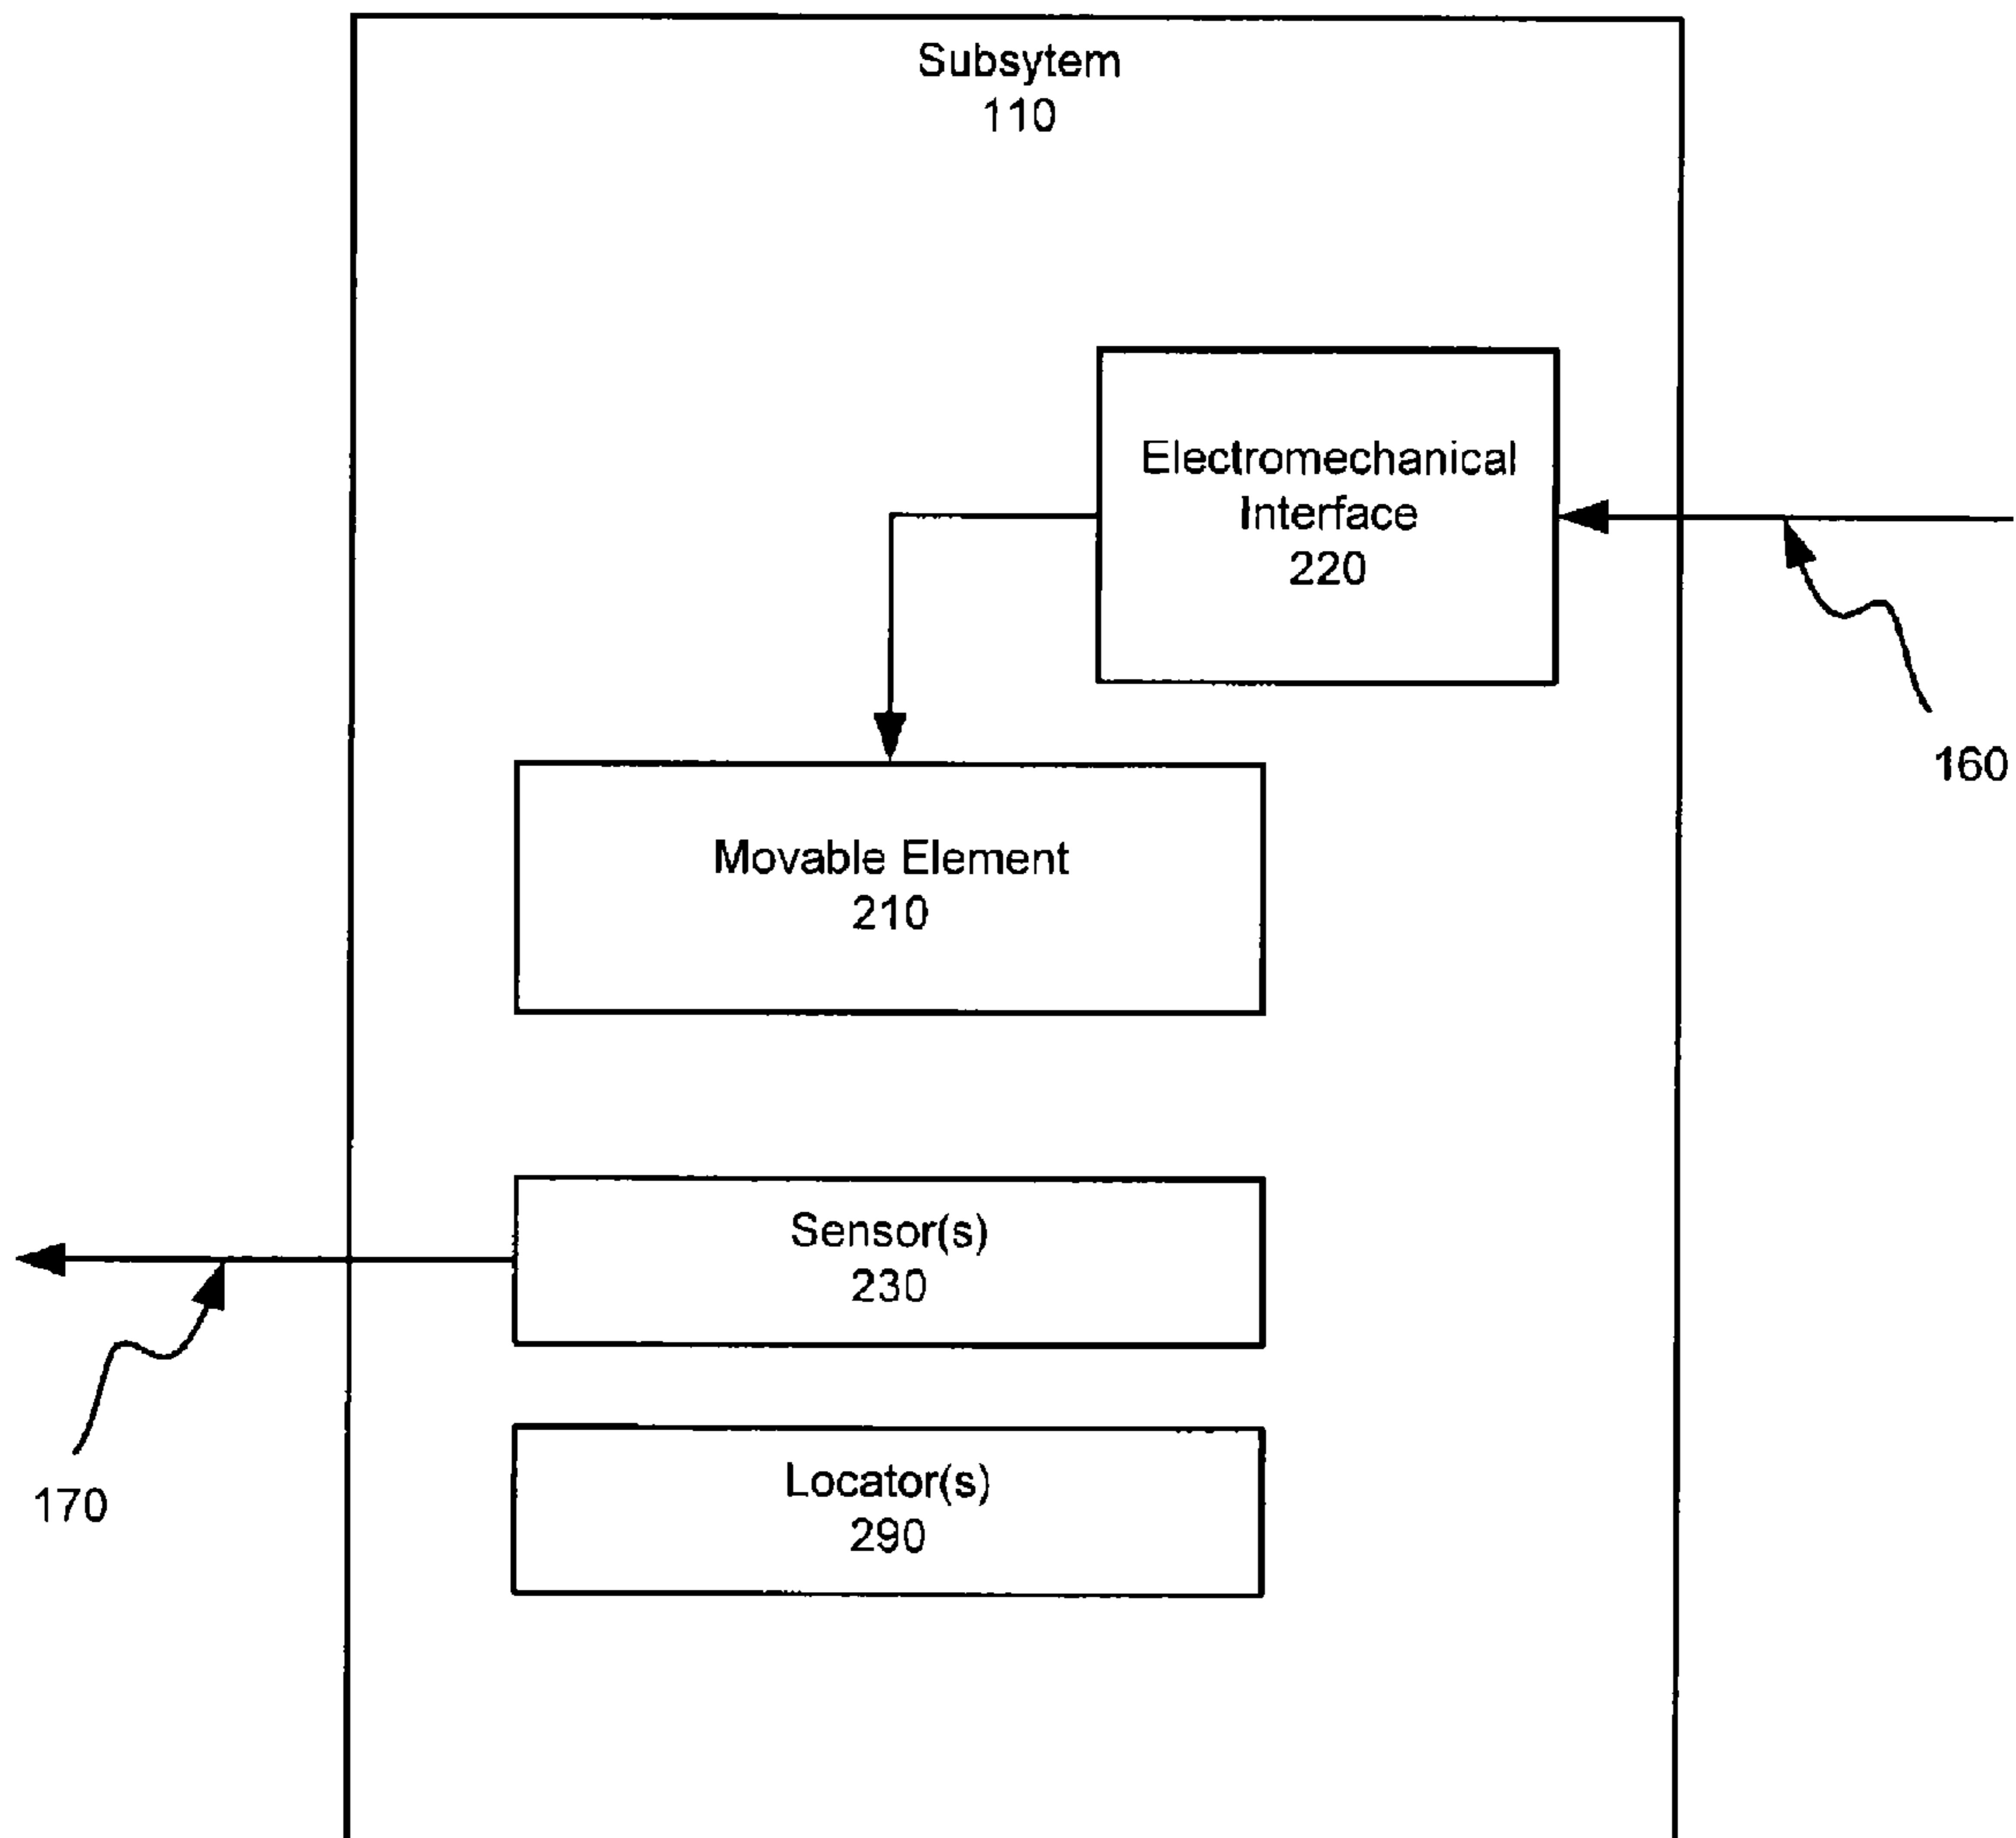 Subsytem
110
Electromechanical
Interface
220
160
Movable Element
210
Sensor(s)
230
170
Locator(s)
290